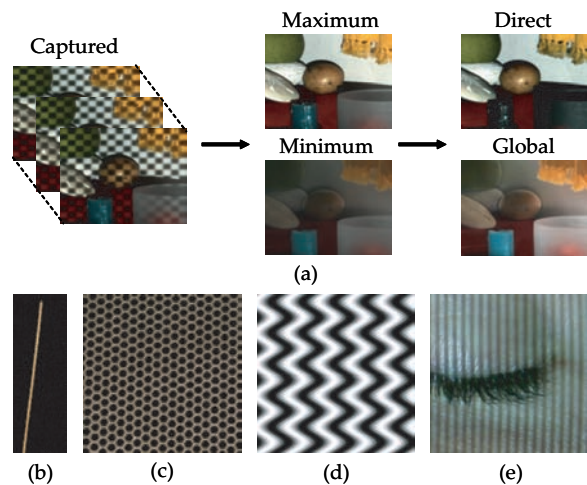 Captured
Maximum
Direct
Minimum
Global
(a)
(b)
(c)
(d)
(e)